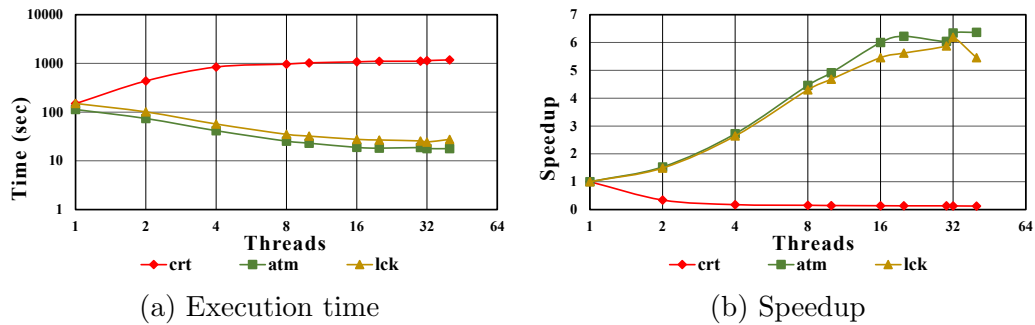 10000
1000
100
10
1
Time (sec)
1 2 4 8 16 32 64
Threads
crt atm lck
(a) Execution time
7
6
5
4
3
2
1
0
Speedup
1 2 4 8 16 32 64
Threads
crt atm lck
(b) Speedup